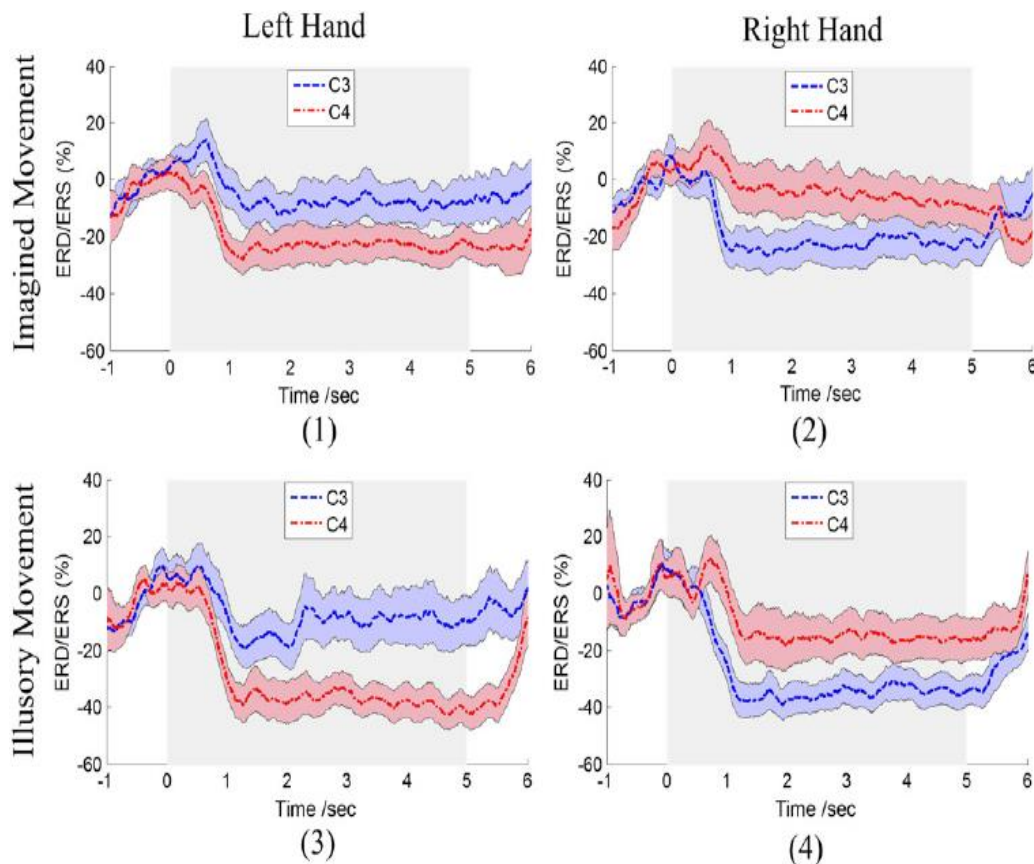 Left Hand
Right Hand
Imagined Movement
ERD/ERS (%)
40
20
0
-20
-40
-60
C3
C4
-1 0 1 2 3 4 5 6
Time /sec
(1)
ERD/ERS (%)
40
20
0
-20
-40
-60
C3
C4
-1 0 1 2 3 4 5 6
Time /sec
(2)
Illusory Movement
ERD/ERS (%)
40
20
0
-20
-40
-60
C3
C4
-1 0 1 2 3 4 5 6
Time /sec
(3)
ERD/ERS (%)
40
20
0
-20
-40
-60
C3
C4
-1 0 1 2 3 4 5 6
Time /sec
(4)